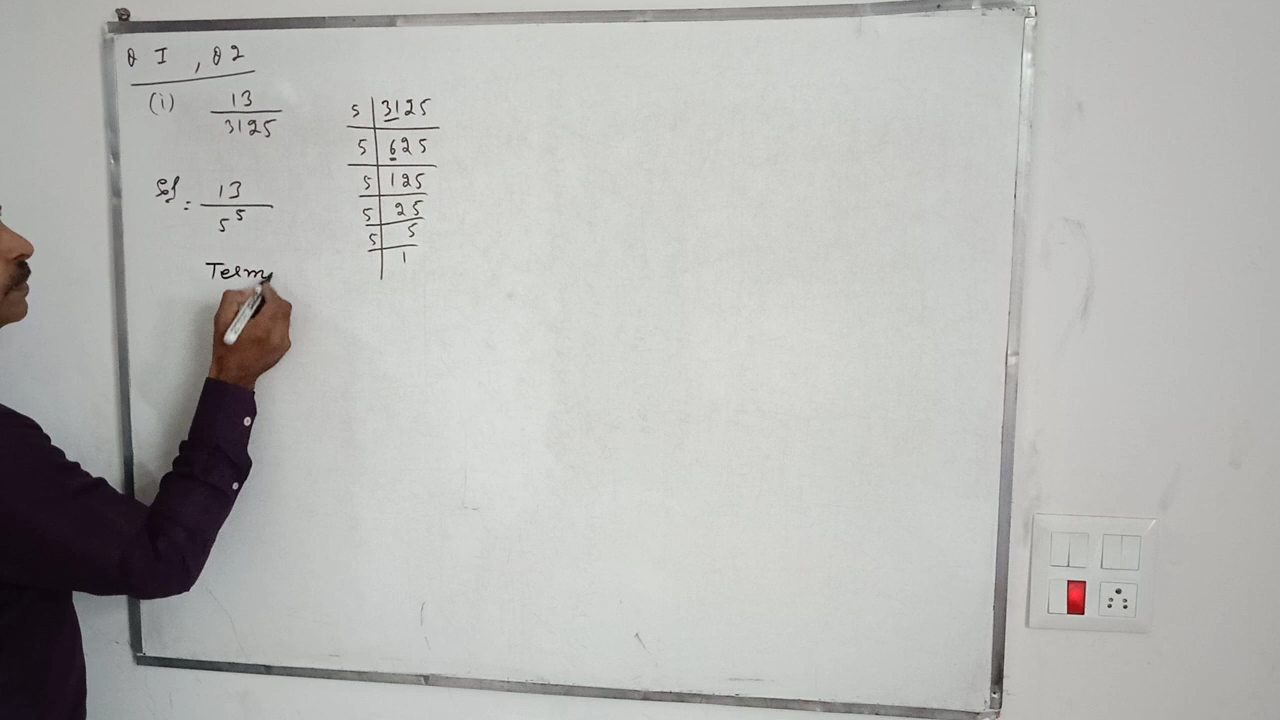 Q I , Q2
(i) 13
3125
Sol = 13
5^5
Term
5 | 3125
5 | 625
5 | 125
5 | 25
5 | 5
1